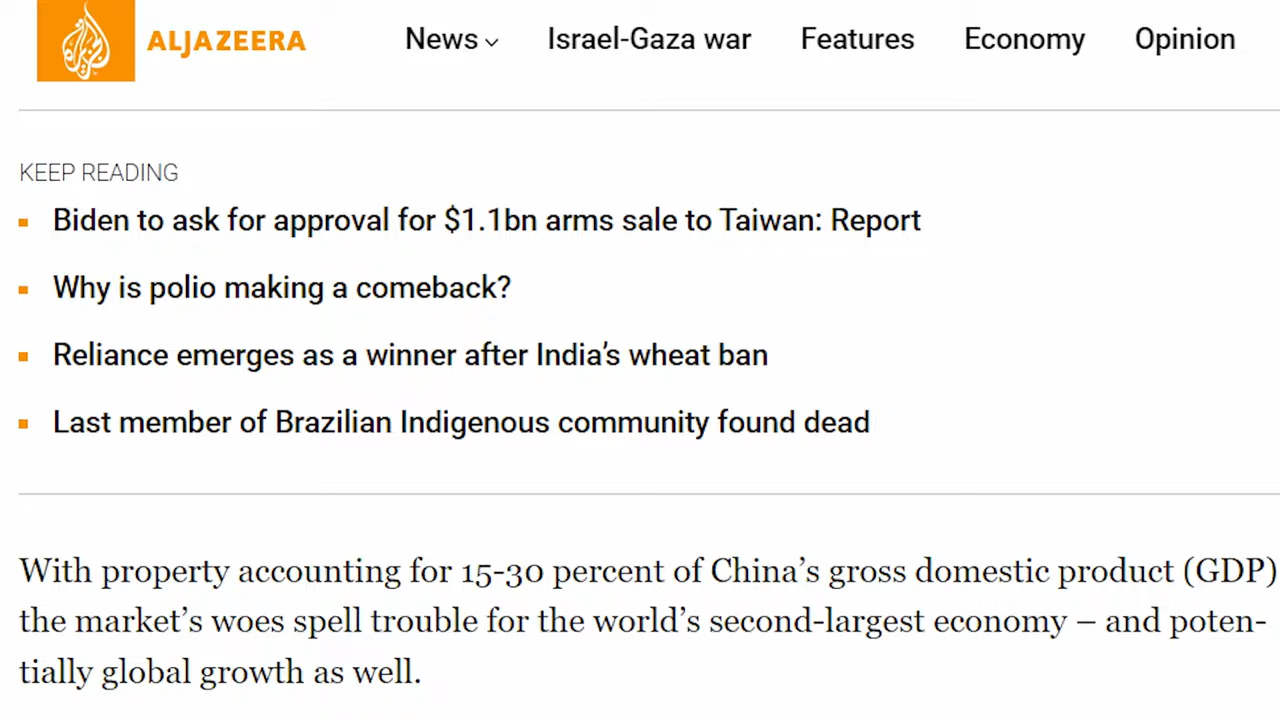 ALJAZEERA
News
Israel-Gaza war
Features
Economy
Opinion
KEEP READING
Biden to ask for approval for $1.1bn arms sale to Taiwan: Report
Why is polio making a comeback?
Reliance emerges as a winner after India’s wheat ban
Last member of Brazilian Indigenous community found dead
With property accounting for 15-30 percent of China’s gross domestic product (GDP)
the market’s woes spell trouble for the world’s second-largest economy – and poten-
tially global growth as well.